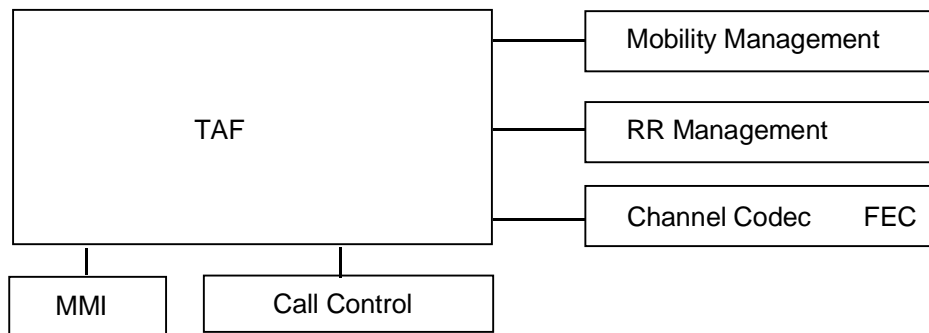 Mobility Management
TAF
RR Management
Channel Codec FEC
MMI
Call Control